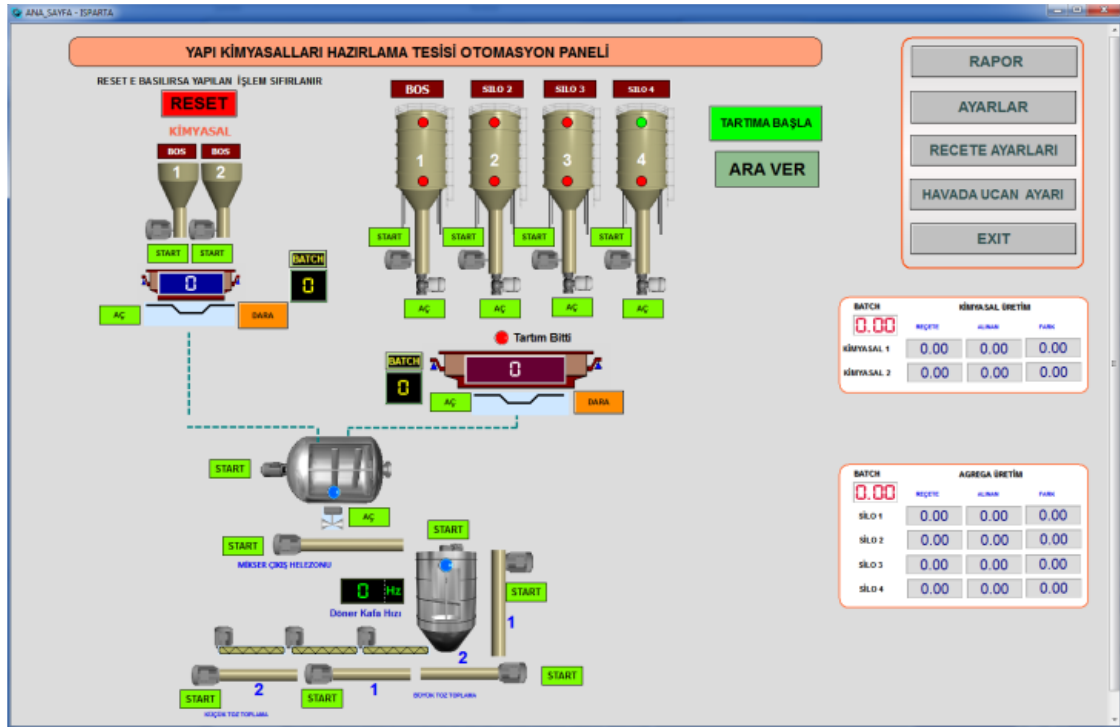 ANA_SAYFA - ISPARTA
YAPI KİMYASALLARI HAZIRLAMA TESİSİ OTOMASYON PANELİ
RESET E BASILIRSA YAPILAN İŞLEM SIFIRLANIR
RESET
KİMYASAL
BOS BOS
1 2
START START
0
BATCH
0
AÇ
DARA
BOS SILO 2 SILO 3 SILO 4
1 2 3 4
START START START START
AÇ AÇ AÇ AÇ
TARTIMA BAŞLA
ARA VER
Tartım Bitti
BATCH
0
0
AÇ
DARA
START
AÇ
START
MİKSER ÇIKIŞ HELEZONU
START
0 Hz
Döner Kafa Hızı
START
1
2
START
2
START
1
BÜYÜK TOZ TOPLAMA
START
KÜÇÜK TOZ TOPLAMA
RAPOR
AYARLAR
RECETE AYARLARI
HAVADA UCAN AYARI
EXIT
BATCH KİMYASAL ÜRETİM
0.00 REÇETE ALINAN FARK
KİMYASAL 1 0.00 0.00 0.00
KİMYASAL 2 0.00 0.00 0.00
BATCH AGREGA ÜRETİM
0.00 REÇETE ALINAN FARK
SİLO 1 0.00 0.00 0.00
SİLO 2 0.00 0.00 0.00
SİLO 3 0.00 0.00 0.00
SİLO 4 0.00 0.00 0.00